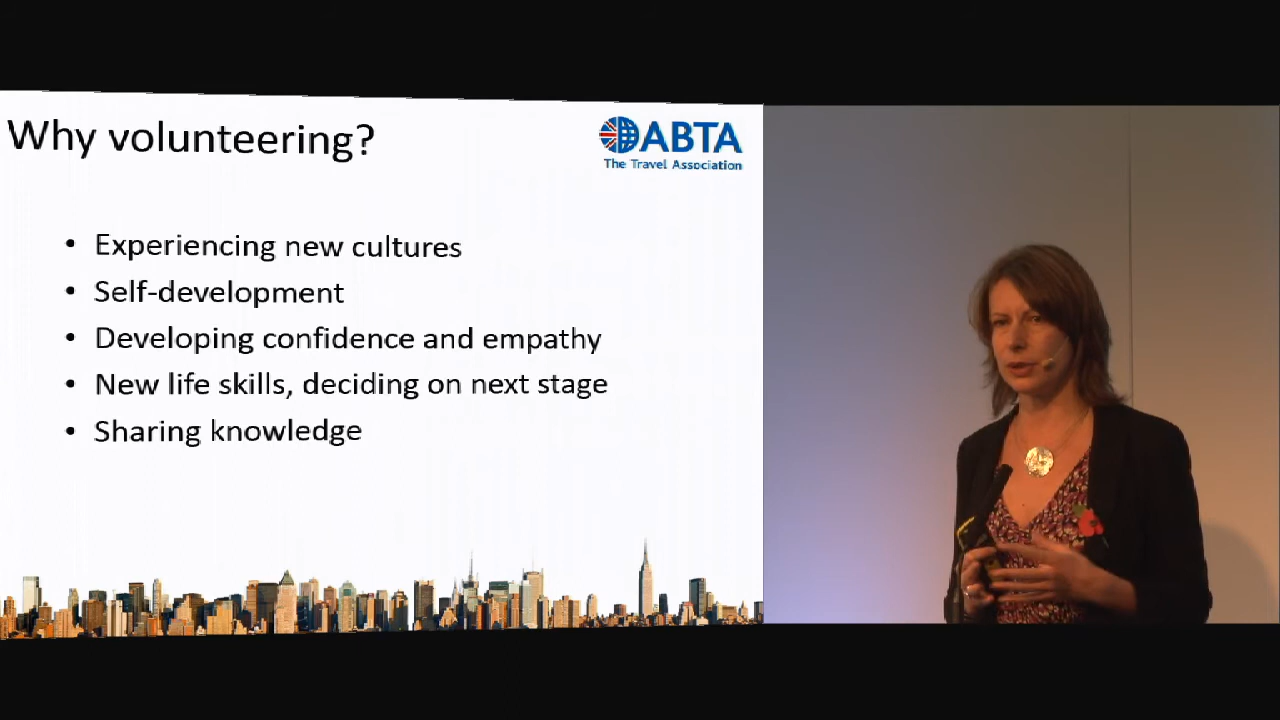 Why volunteering?
ABTA
The Travel Association
• Experiencing new cultures
• Self-development
• Developing confidence and empathy
• New life skills, deciding on next stage
• Sharing knowledge